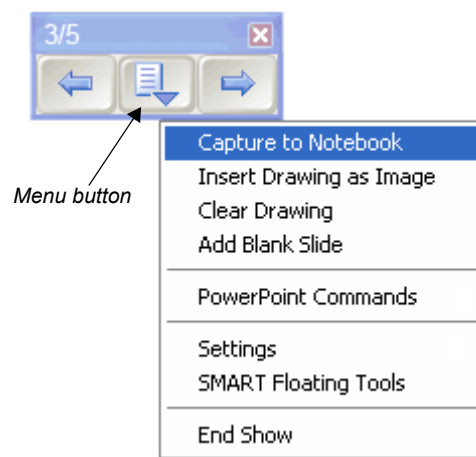 3/5
Menu button
Capture to Notebook
Insert Drawing as Image
Clear Drawing
Add Blank Slide
PowerPoint Commands
Settings
SMART Floating Tools
End Show